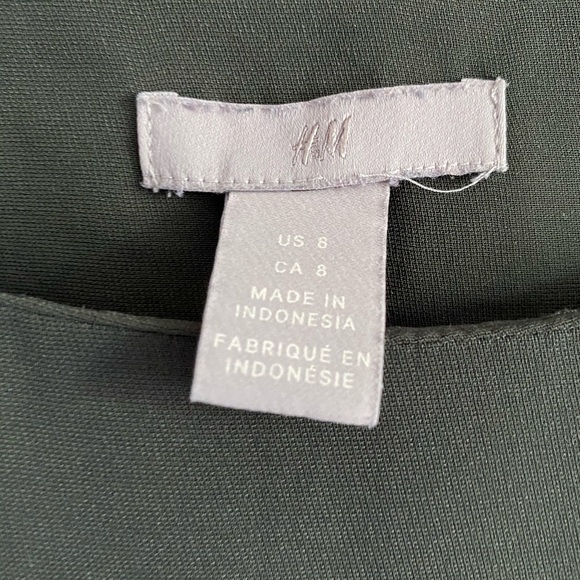 H&M
US 8
CA 8
MADE IN
INDONESIA
FABRIQUÉ EN
INDONÉSIE